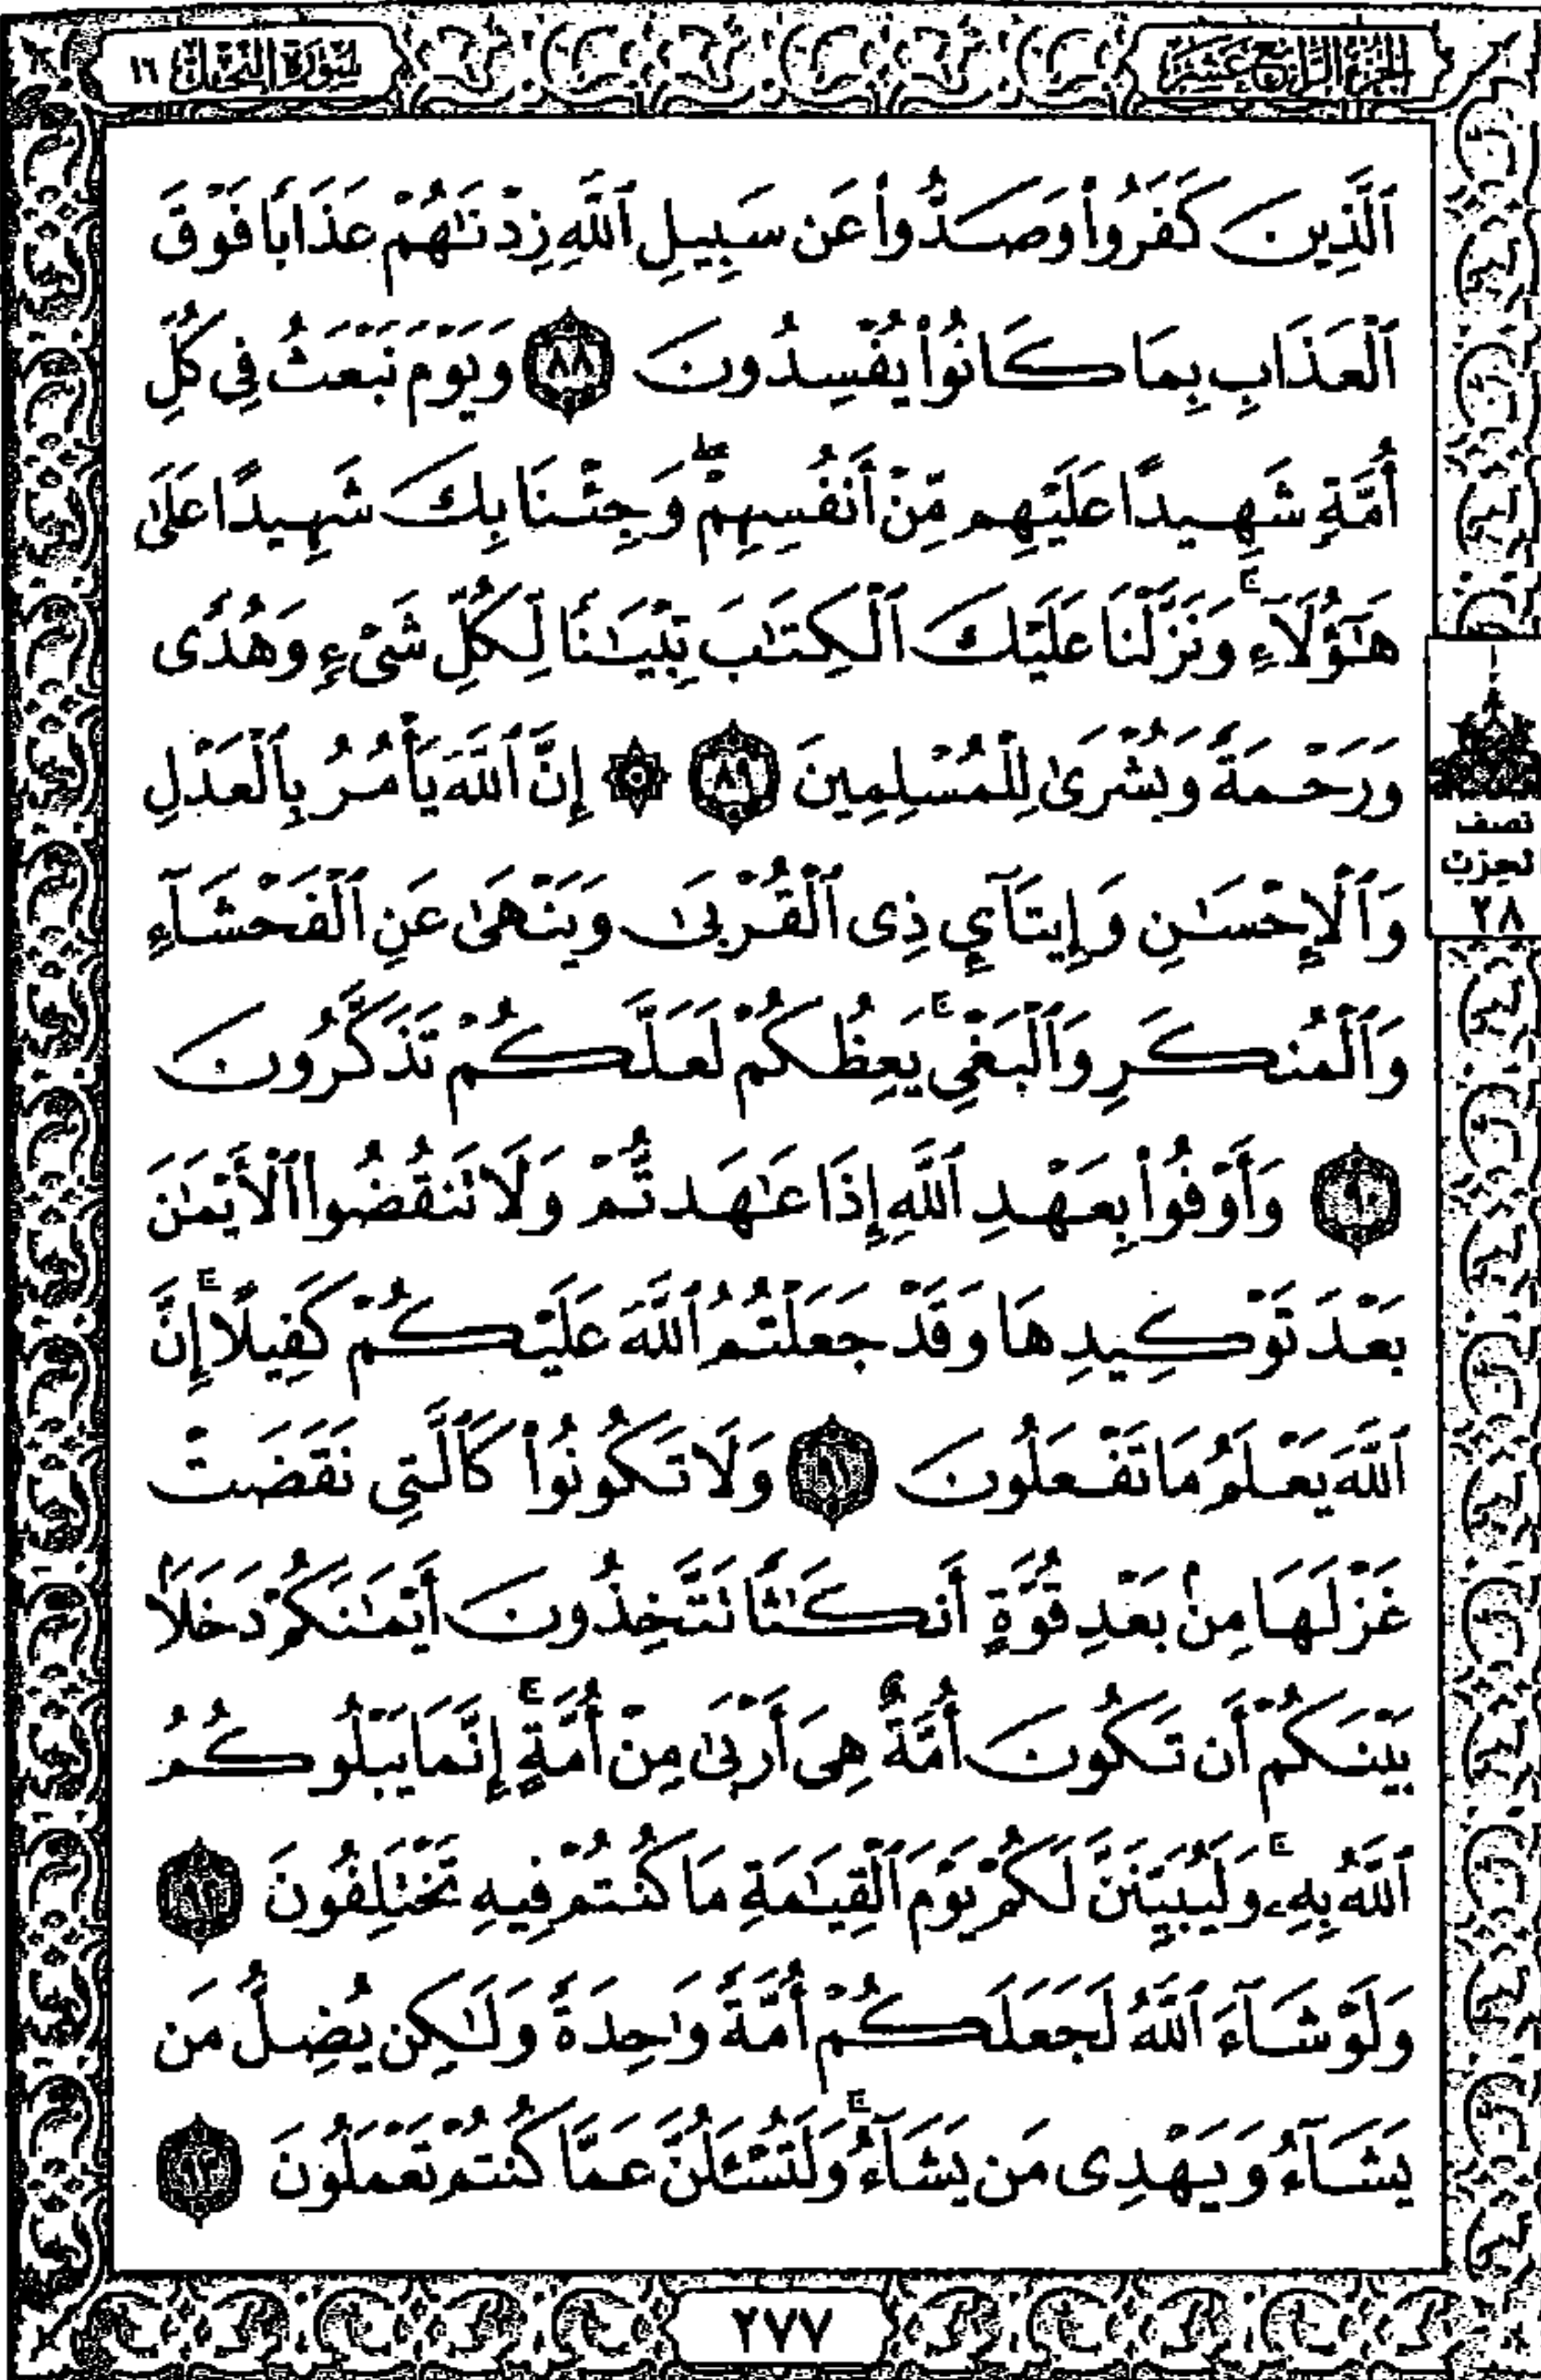 الجزء الرابع عشر
سورة النحل ١٦
ٱلَّذِينَ كَفَرُوا۟ وَصَدُّوا۟ عَن سَبِيلِ ٱللَّهِ زِدْنَـٰهُمْ عَذَابًا فَوْقَ
ٱلْعَذَابِ بِمَا كَانُوا۟ يُفْسِدُونَ ٨٨ وَيَوْمَ نَبْعَثُ فِى كُلِّ
أُمَّةٍ شَهِيدًا عَلَيْهِم مِّنْ أَنفُسِهِمْ ۖ وَجِئْنَا بِكَ شَهِيدًا عَلَىٰ
هَـٰٓؤُلَآءِ ۚ وَنَزَّلْنَا عَلَيْكَ ٱلْكِتَـٰبَ تِبْيَـٰنًا لِّكُلِّ شَىْءٍ وَهُدًى
وَرَحْمَةً وَبُشْرَىٰ لِلْمُسْلِمِينَ ٨٩ ۞ إِنَّ ٱللَّهَ يَأْمُرُ بِٱلْعَدْلِ
وَٱلْإِحْسَـٰنِ وَإِيتَآئِ ذِى ٱلْقُرْبَىٰ وَيَنْهَىٰ عَنِ ٱلْفَحْشَآءِ
وَٱلْمُنكَرِ وَٱلْبَغْىِ ۚ يَعِظُكُمْ لَعَلَّكُمْ تَذَكَّرُونَ
٩٠ وَأَوْفُوا۟ بِعَهْدِ ٱللَّهِ إِذَا عَـٰهَدتُّمْ وَلَا تَنقُضُوا۟ ٱلْأَيْمَـٰنَ
بَعْدَ تَوْكِيدِهَا وَقَدْ جَعَلْتُمُ ٱللَّهَ عَلَيْكُمْ كَفِيلًا ۚ إِنَّ
ٱللَّهَ يَعْلَمُ مَا تَفْعَلُونَ ٩١ وَلَا تَكُونُوا۟ كَٱلَّتِى نَقَضَتْ
غَزْلَهَا مِنۢ بَعْدِ قُوَّةٍ أَنكَـٰثًا تَتَّخِذُونَ أَيْمَـٰنَكُمْ دَخَلًۢا
بَيْنَكُمْ أَن تَكُونَ أُمَّةٌ هِىَ أَرْبَىٰ مِنْ أُمَّةٍ ۚ إِنَّمَا يَبْلُوكُمُ
ٱللَّهُ بِهِۦ ۚ وَلَيُبَيِّنَنَّ لَكُمْ يَوْمَ ٱلْقِيَـٰمَةِ مَا كُنتُمْ فِيهِ تَخْتَلِفُونَ ٩٢
وَلَوْ شَآءَ ٱللَّهُ لَجَعَلَكُمْ أُمَّةً وَٰحِدَةً وَلَـٰكِن يُضِلُّ مَن
يَشَآءُ وَيَهْدِى مَن يَشَآءُ ۚ وَلَتُسْـَٔلُنَّ عَمَّا كُنتُمْ تَعْمَلُونَ ٩٣
نصف
الحزب
٢٨
٢٧٧